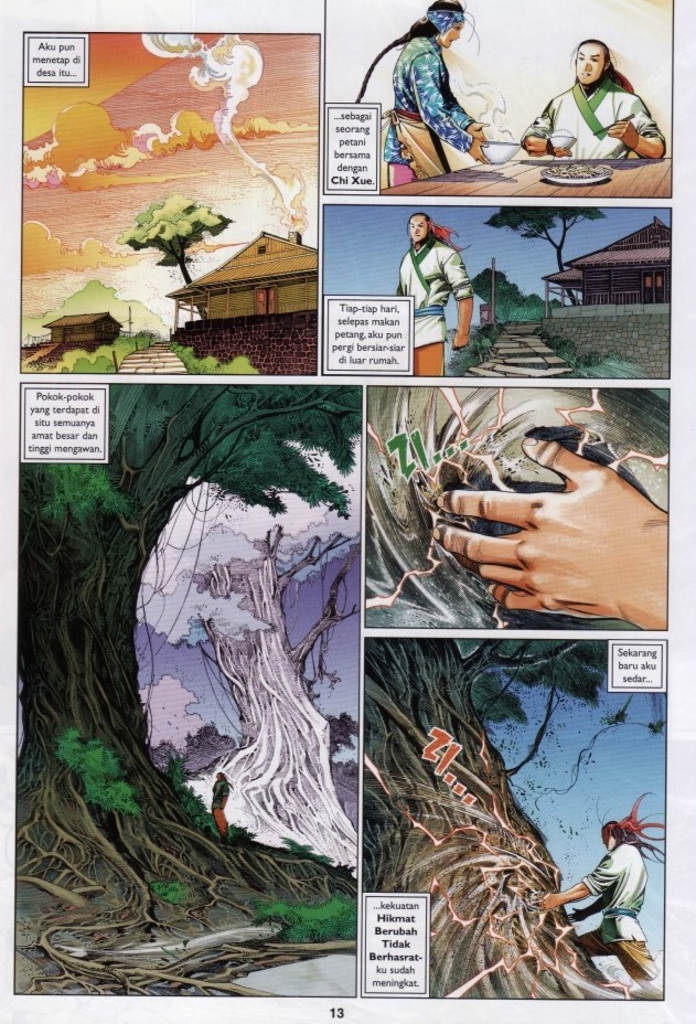 Aku pun
menetap di
desa itu...
...sebagai
seorang
petani
bersama
dengan
Chi Xue.
Tiap-tiap hari,
selepas makan
petang, aku pun
pergi bersiar-siar
di luar rumah.
Pokok-pokok
yang terdapat di
situ semuanya
amat besar dan
tinggi mengawan.
ZI...
Sekarang
baru aku
sedar...
ZI...
...kekuatan
Hikmat
Berubah
Tidak
Berhasrat-
ku sudah
meningkat.
13